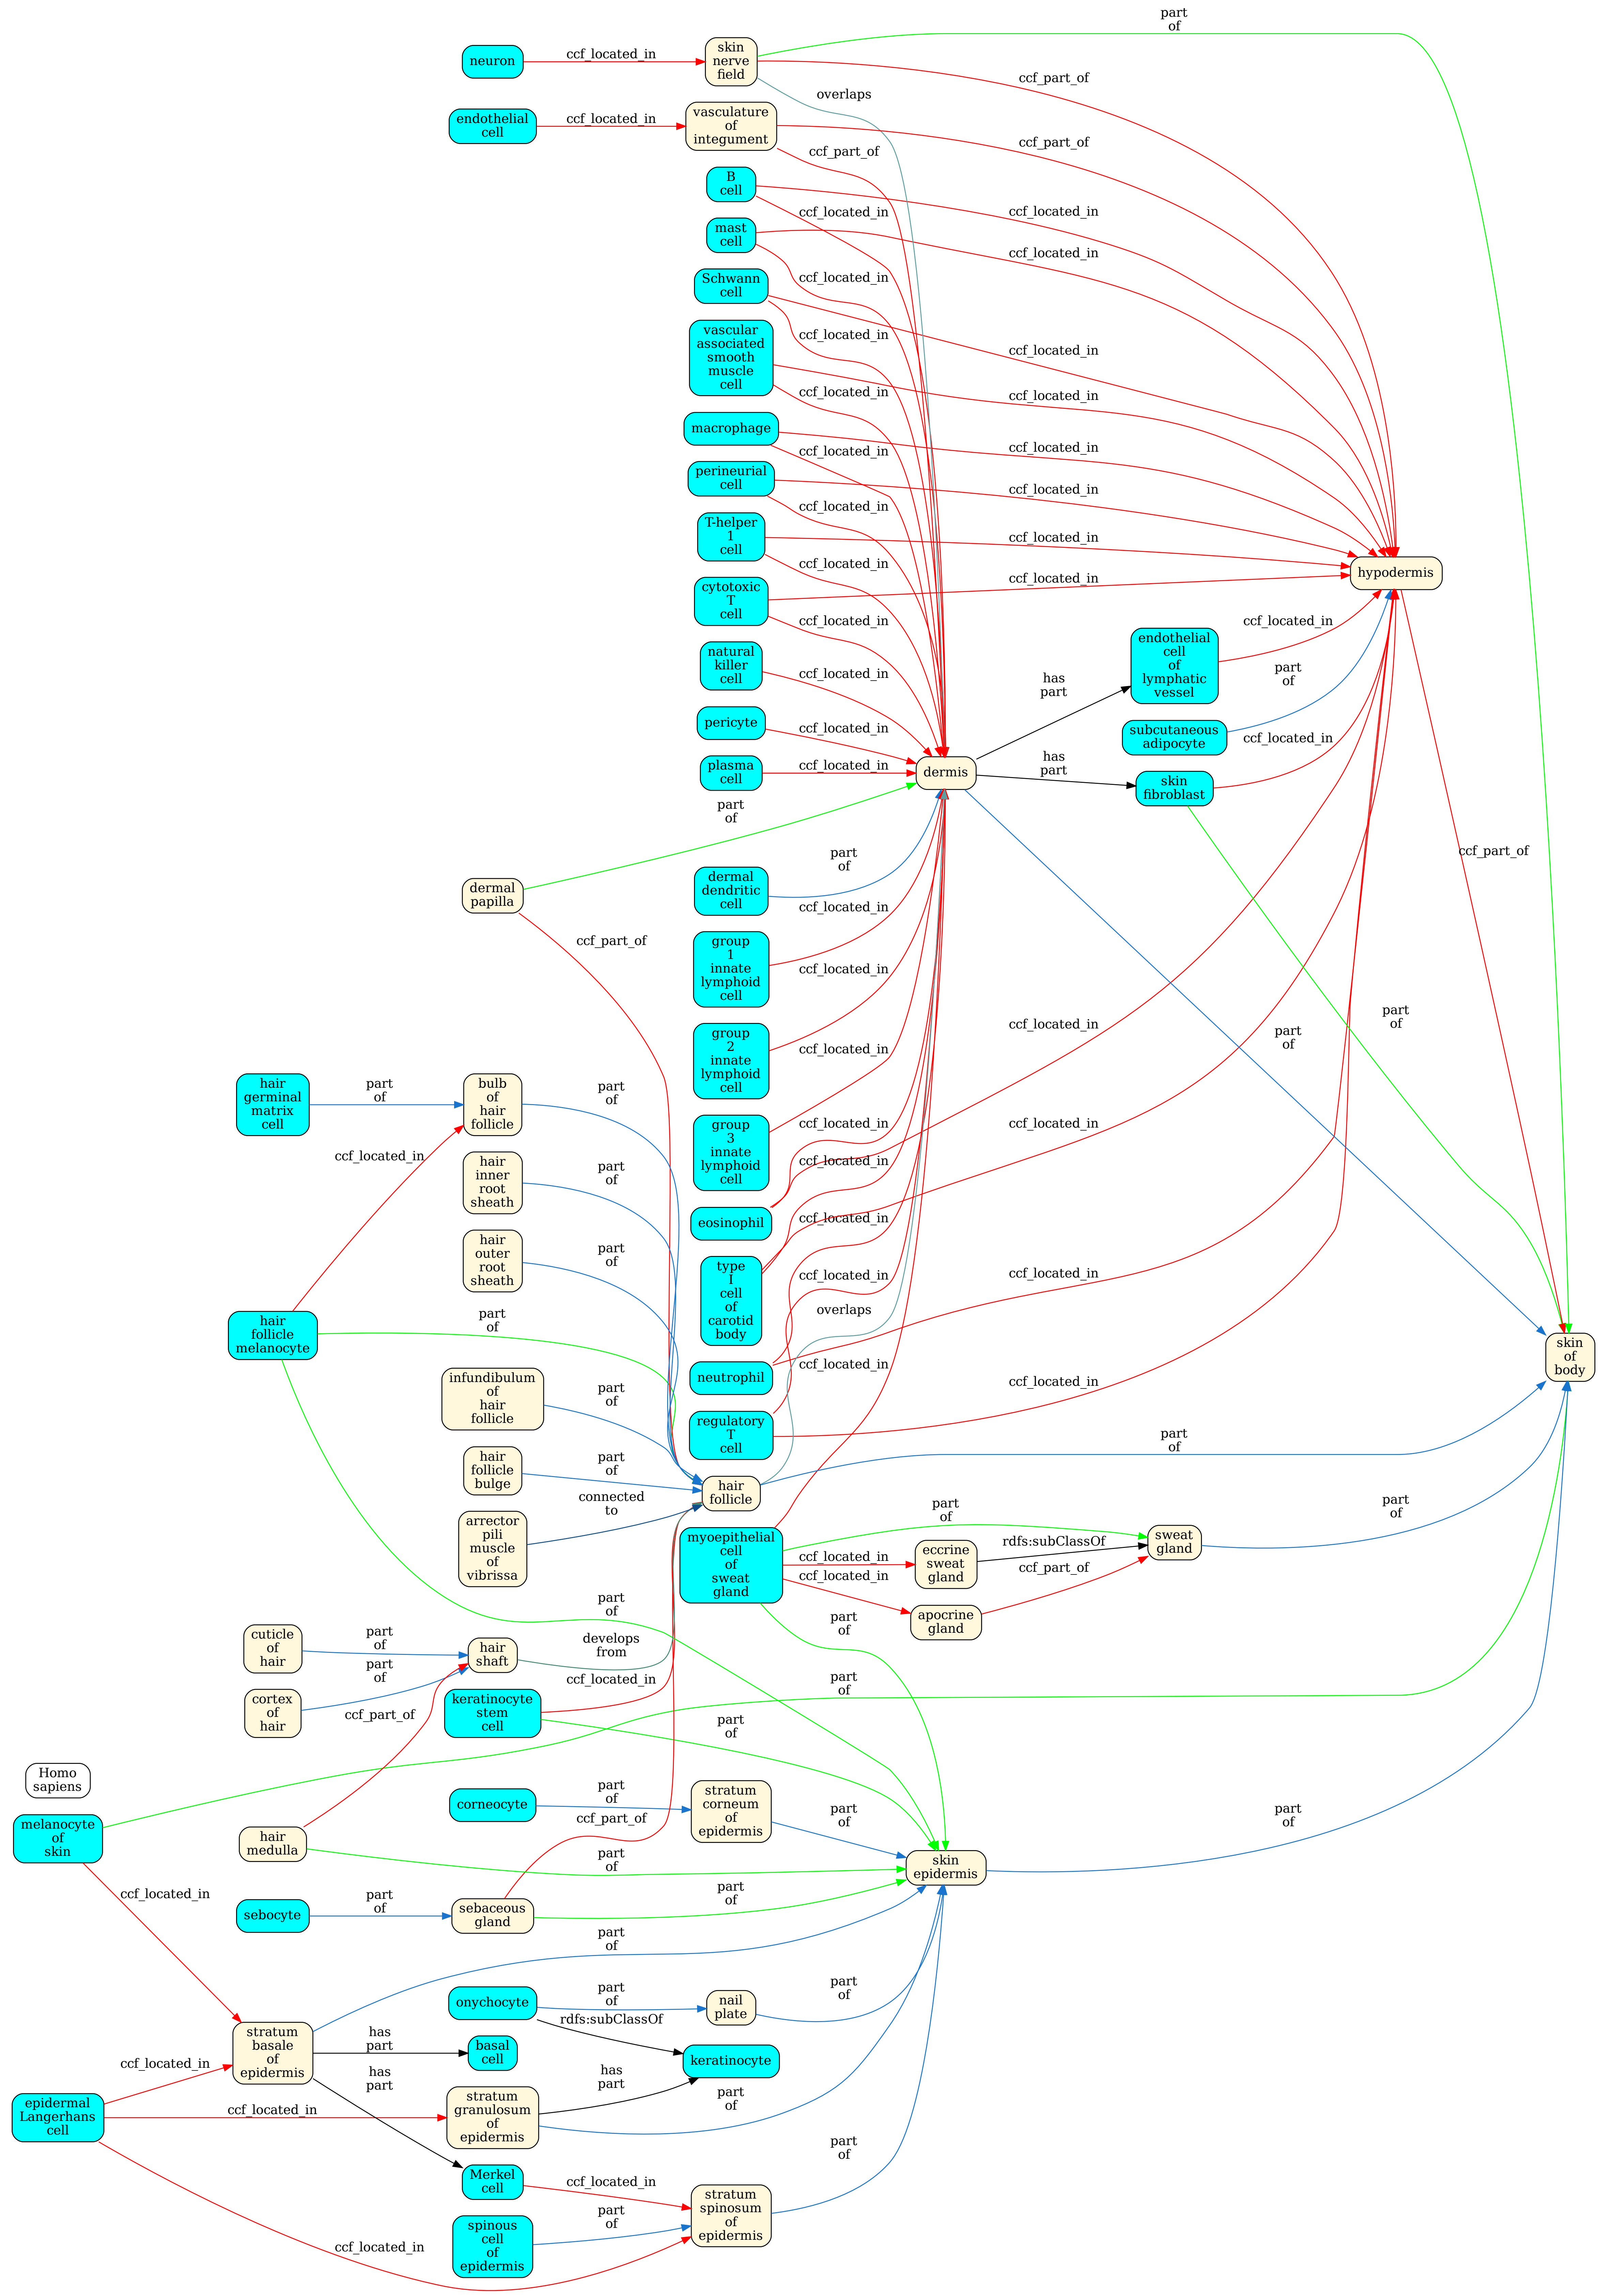 part
of
neuron
ccf_located_in
skin
nerve
field
ccf_part_of
overlaps
endothelial
cell
ccf_located_in
vasculature
of
integument
ccf_part_of
ccf_part_of
B
cell
ccf_located_in
ccf_located_in
mast
cell
ccf_located_in
ccf_located_in
Schwann
cell
ccf_located_in
ccf_located_in
vascular
associated
smooth
muscle
cell
ccf_located_in
ccf_located_in
macrophage
ccf_located_in
ccf_located_in
perineurial
cell
ccf_located_in
ccf_located_in
T-helper
1
cell
ccf_located_in
ccf_located_in
cytotoxic
T
cell
ccf_located_in
ccf_located_in
hypodermis
natural
killer
cell
ccf_located_in
endothelial
cell
of
lymphatic
vessel
ccf_located_in
has
part
part
of
pericyte
ccf_located_in
subcutaneous
adipocyte
ccf_located_in
plasma
cell
ccf_located_in
dermis
has
part
skin
fibroblast
part
of
ccf_part_of
dermal
papilla
ccf_part_of
dermal
dendritic
cell
part
of
group
1
innate
lymphoid
cell
ccf_located_in
group
2
innate
lymphoid
cell
ccf_located_in
ccf_located_in
ccf_located_in
part
of
part
of
hair
germinal
matrix
cell
part
of
bulb
of
hair
follicle
part
of
group
3
innate
lymphoid
cell
ccf_located_in
ccf_located_in
ccf_located_in
hair
inner
root
sheath
part
of
ccf_located_in
eosinophil
ccf_located_in
hair
outer
root
sheath
part
of
type
I
cell
of
carotid
body
ccf_located_in
ccf_located_in
overlaps
hair
follicle
melanocyte
part
of
neutrophil
ccf_located_in
ccf_located_in
skin
of
body
infundibulum
of
hair
follicle
part
of
regulatory
T
cell
part
of
hair
follicle
bulge
part
of
hair
follicle
arrector
pili
muscle
of
vibrissa
connected
to
myoepithelial
cell
of
sweat
gland
part
of
ccf_located_in
ccf_located_in
eccrine
sweat
gland
rdfs:subClassOf
ccf_part_of
sweat
gland
part
of
apocrine
gland
part
of
part
of
cuticle
of
hair
part
of
hair
shaft
develops
from
cortex
of
hair
part
of
ccf_part_of
keratinocyte
stem
cell
ccf_located_in
part
of
part
of
Homo
sapiens
melanocyte
of
skin
ccf_located_in
hair
medulla
corneocyte
part
of
ccf_part_of
part
of
stratum
corneum
of
epidermis
part
of
skin
epidermis
part
of
sebocyte
part
of
sebaceous
gland
part
of
part
of
onychocyte
part
of
rdfs:subClassOf
nail
plate
part
of
stratum
basale
of
epidermis
has
part
basal
cell
has
part
keratinocyte
ccf_located_in
epidermal
Langerhans
cell
ccf_located_in
stratum
granulosum
of
epidermis
has
part
part
of
Merkel
cell
ccf_located_in
stratum
spinosum
of
epidermis
part
of
spinous
cell
of
epidermis
part
of
ccf_located_in